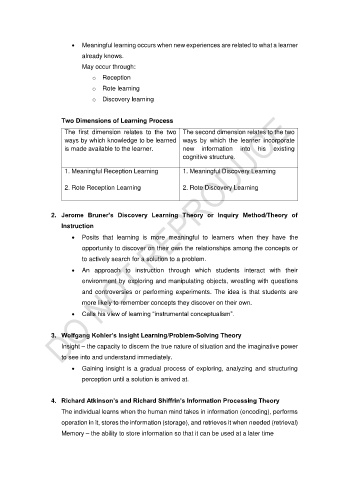 • Meaningful learning occurs when new experiences are related to what a learner
already knows.
May occur through:
o Reception
o Rote learning
o Discovery learning
Two Dimensions of Learning Process
The first dimension relates to the two
ways by which knowledge to be learned
is made available to the learner.
The second dimension relates to the two
ways by which the learner incorporate
new information into his existing
cognitive structure.
1. Meaningful Reception Learning
2. Rote Reception Learning
1. Meaningful Discovery Learning
2. Rote Discovery Learning
2. Jerome Bruner's Discovery Learning Theory or Inquiry Method/Theory of
Instruction
• Posits that learning is more meaningful to learners when they have the
opportunity to discover on their own the relationships among the concepts or
to actively search for a solution to a problem.
• An approach to instruction through which students interact with their
environment by exploring and manipulating objects, wrestling with questions
and controversies or performing experiments. The idea is that students are
more likely to remember concepts they discover on their own.
• Calls his view of learning "instrumental conceptualism".
3. Wolfgang Kohler's Insight Learning/Problem-Solving Theory
Insight – the capacity to discern the true nature of situation and the imaginative power
to see into and understand immediately.
• Gaining insight is a gradual process of exploring, analyzing and structuring
perception until a solution is arrived at.
4. Richard Atkinson's and Richard Shiffrin's Information Processing Theory
The individual learns when the human mind takes in information (encoding), performs
operation in it, stores the information (storage), and retrieves it when needed (retrieval)
Memory – the ability to store information so that it can be used at a later time
DO NOT REPRODUCE